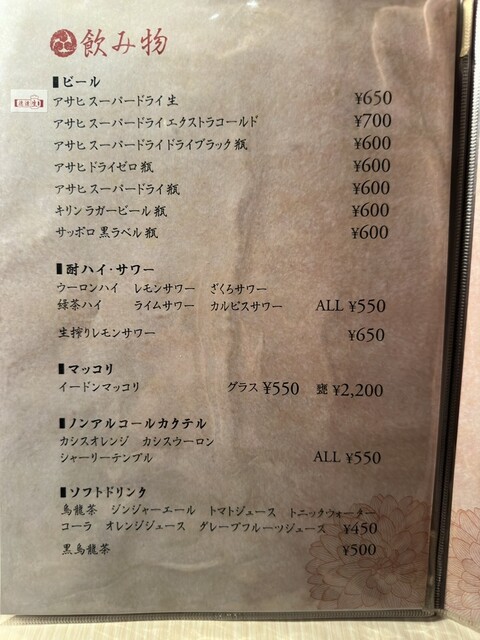 飲み物
ビール
アサヒスーパードライ生 ¥650
アサヒスーパードライエクストラコールド ¥700
アサヒスーパードライドライブラック瓶 ¥600
アサヒドライゼロ瓶 ¥600
アサヒスーパードライ瓶 ¥600
キリンラガービール瓶 ¥600
サッポロ黒ラベル瓶 ¥600
酎ハイ・サワー
ウーロンハイ レモンサワー ざくろサワー
緑茶ハイ ライムサワー カルピスサワー ALL ¥550
生搾りレモンサワー ¥650
マッコリ
イードンマッコリ グラス ¥550 甕 ¥2,200
ノンアルコールカクテル
カシスオレンジ カシスウーロン
シャーリーテンプル ALL ¥550
ソフトドリンク
烏龍茶 ジンジャーエール トマトジュース トニックウォーター
コーラ オレンジジュース グレープフルーツジュース ¥450
黒烏龍茶 ¥500